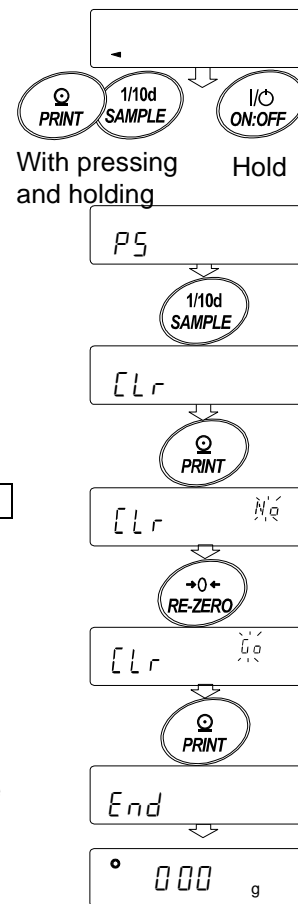 1/10d I/
PRINT SAMPLE ON:OFF
With pressing Hold
and holding
PS
1/10d
SAMPLE
CLr
PRINT
CLr No
→0←
RE-ZERO
CLr Go
PRINT
End
000 g